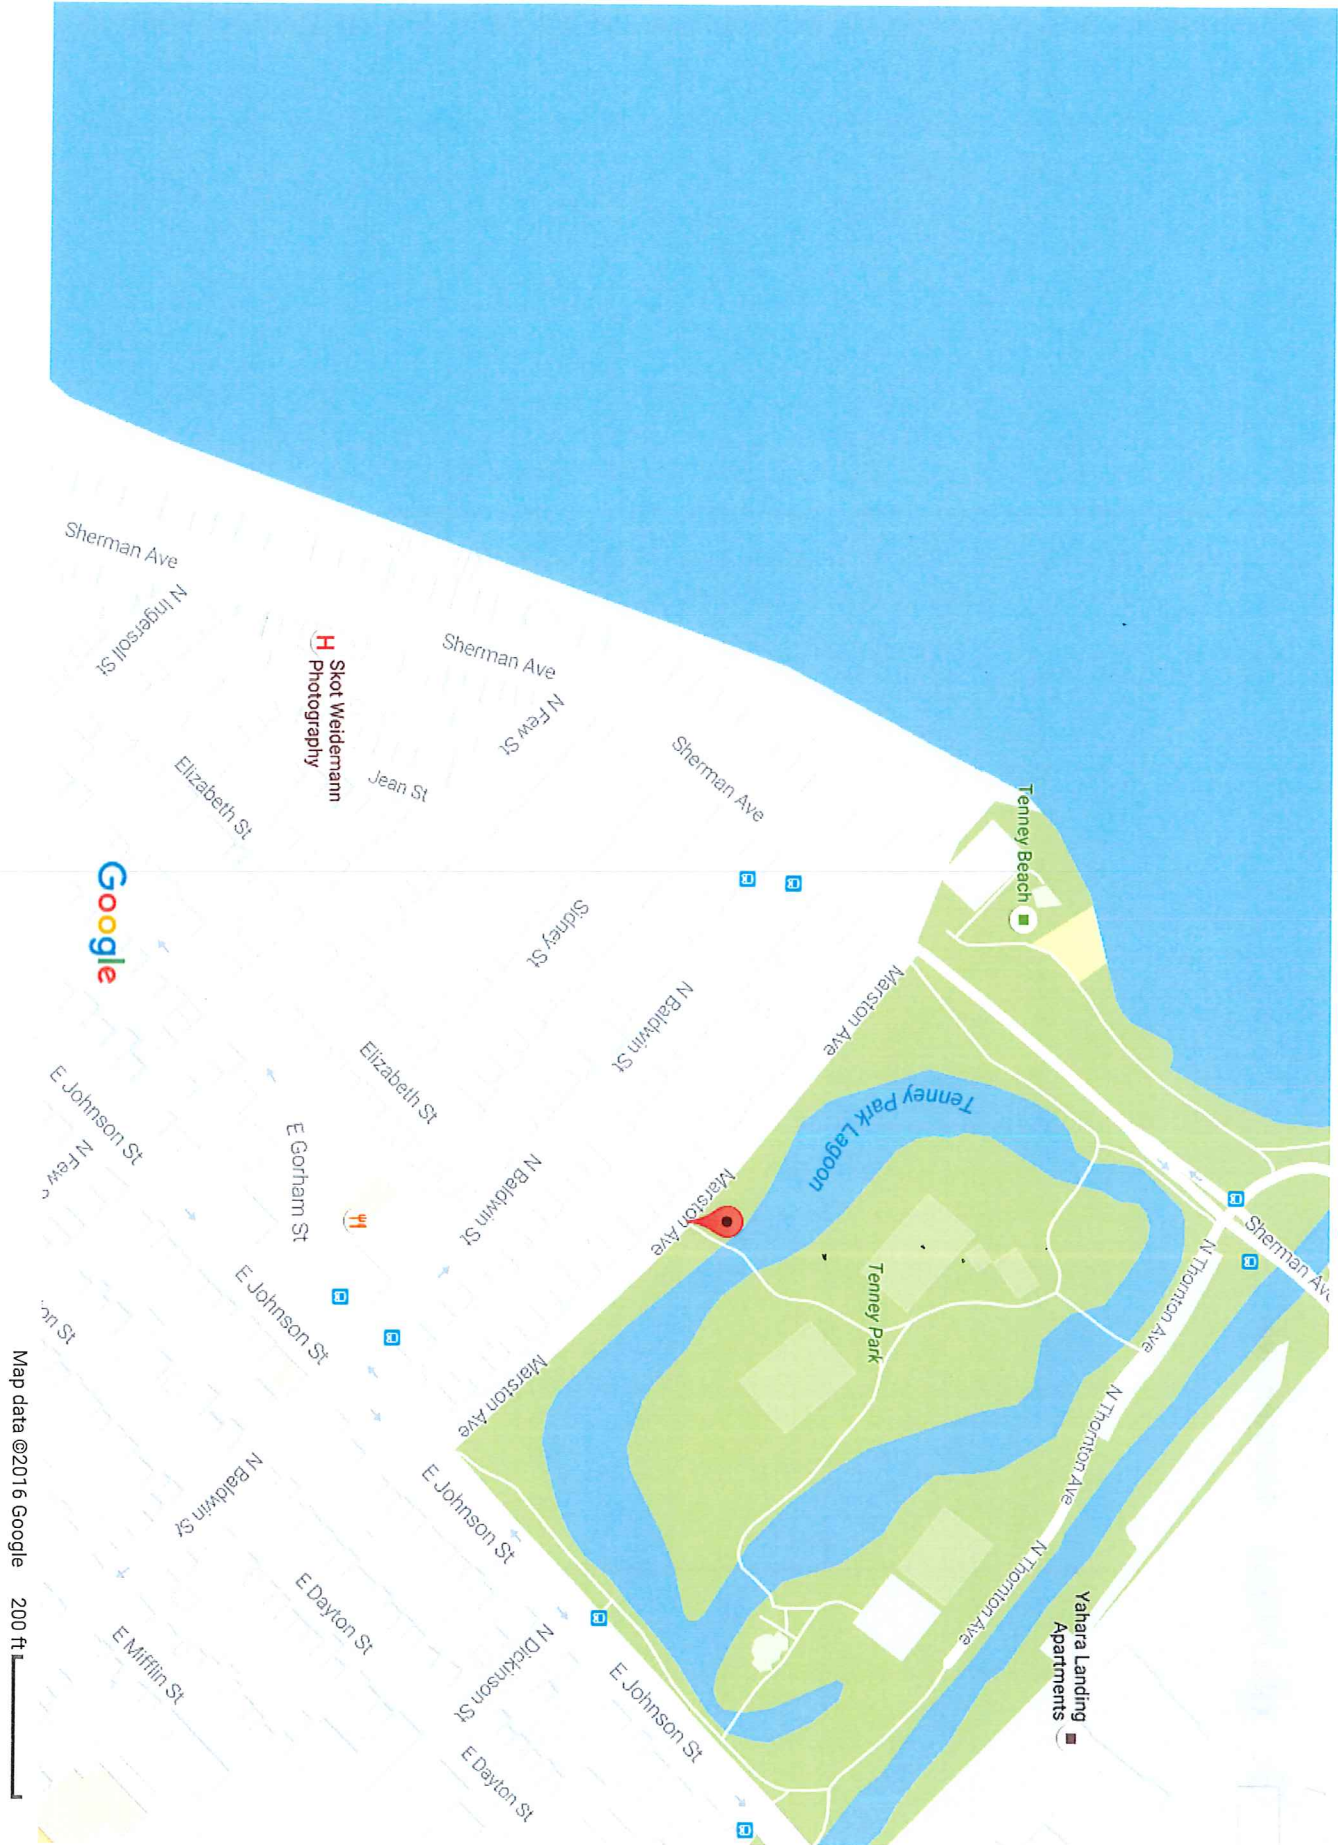 Sherman Ave
N Ingersoll St
H
Skot Weidemann
Photography
Sherman Ave
N Few St
Jean St
Elizabeth St
Sherman Ave
Tenney Beach
Sidney St
N Baldwin St
Marston Ave
Google
Elizabeth St
E Johnson St
N Few
E Gorham St
N Baldwin St
Marston Ave
Tenney Park Lagoon
Tenney Park
Sherman Ave
N Thornton Ave
N Thornton Ave
N Thornton Ave
E Johnson St
Marston Ave
E Johnson St
N Baldwin St
on St
E Dayton St
E Mifflin St
N Dickinson St
E Johnson St
E Dayton St
Yahara Landing
Apartments
Map data ©2016 Google 200 ft